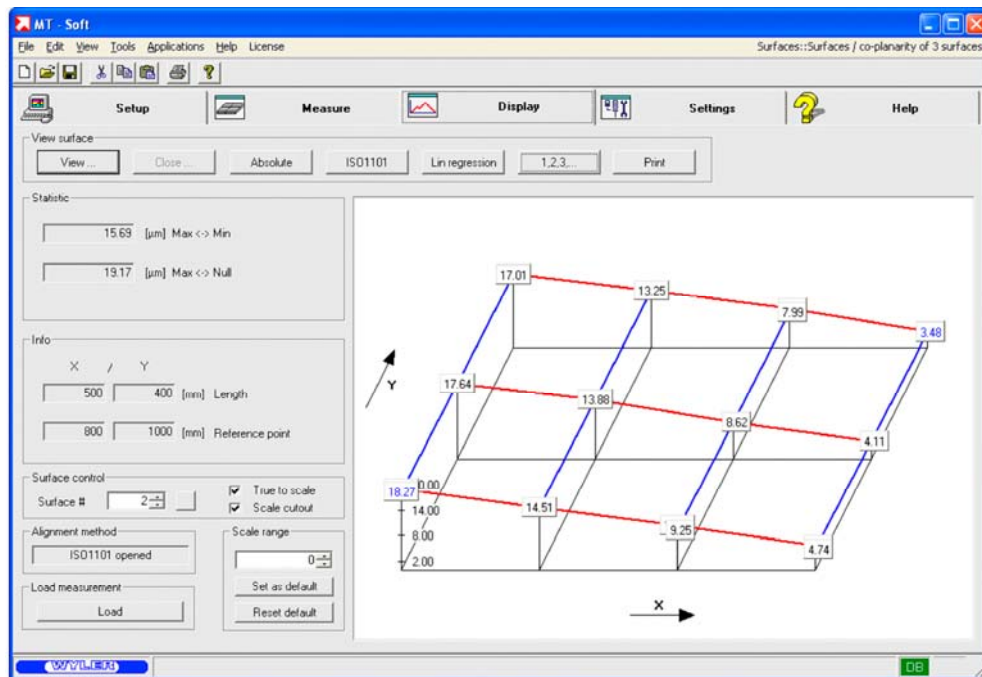 MT - Soft
File Edit View Tools Applications Help License
Surfaces::Surfaces / co-planarity of 3 surfaces
Setup
Measure
Display
Settings
Help
View surface
View ...
Close ...
Absolute
ISO1101
Lin regression
1,2,3,...
Print
Statistic
15.69 [µm] Max <-> Min
19.17 [µm] Max <-> Null
Info
X / Y
500 400 [mm] Length
800 1000 [mm] Reference point
Surface control
Surface # 2
True to scale
Scale cutout
Alignment method
ISO1101 opened
Load measurement
Load
Scale range
0
Set as default
Reset default
17.01
13.25
7.99
3.48
Y
17.64
13.88
8.62
4.11
18.27
14.51
9.25
4.74
14.00
8.00
2.00
X
WYLER
DB